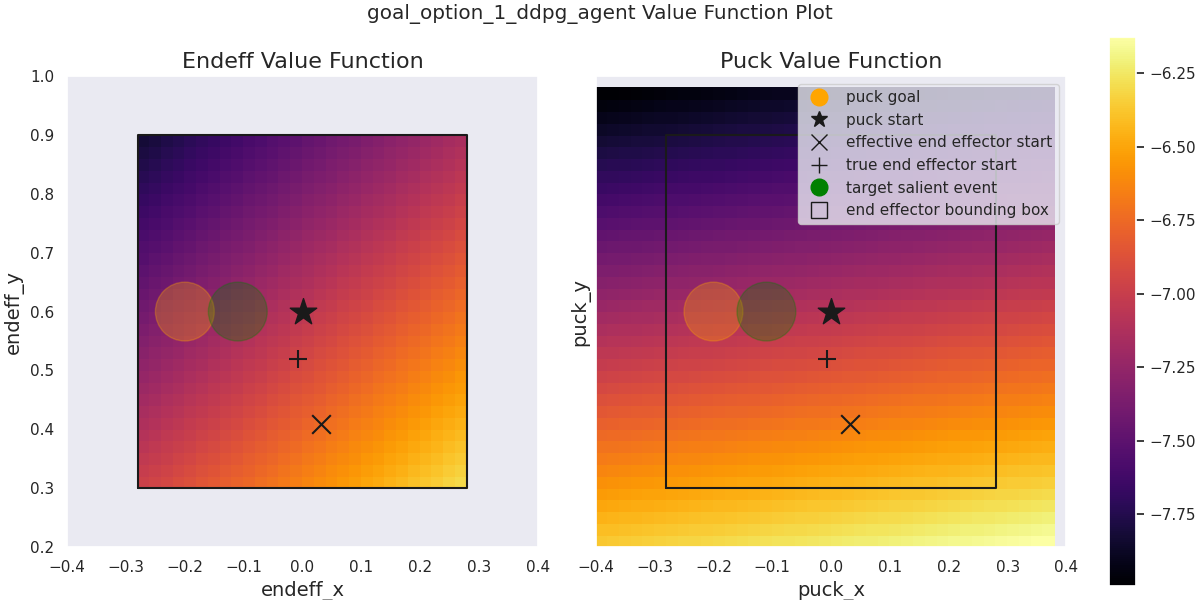 goal_option_1_ddpg_agent Value Function Plot
Endeff Value Function
1.0
0.9
0.8
0.7
0.6
0.5
0.4
0.3
0.2
endeff_y
−0.4 −0.3 −0.2 −0.1 0.0 0.1 0.2 0.3 0.4
endeff_x
Puck Value Function
puck goal
puck start
effective end effector start
true end effector start
target salient event
end effector bounding box
puck_y
−0.4 −0.3 −0.2 −0.1 0.0 0.1 0.2 0.3 0.4
puck_x
−6.25
−6.50
−6.75
−7.00
−7.25
−7.50
−7.75